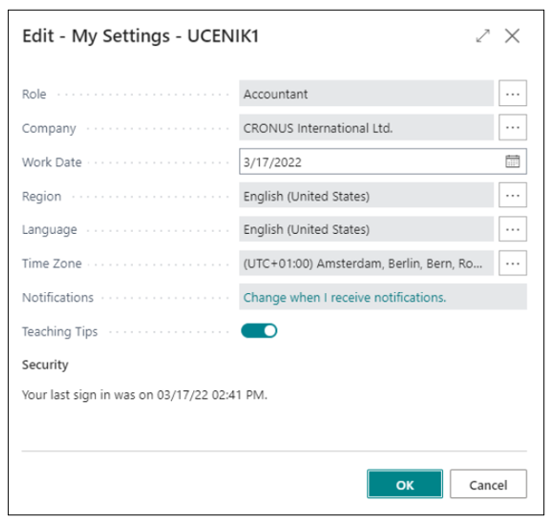 Edit - My Settings - UCENIK1
Role Accountant
Company CRONUS International Ltd.
Work Date 3/17/2022
Region English (United States)
Language English (United States)
Time Zone (UTC+01:00) Amsterdam, Berlin, Bern, Ro...
Notifications Change when I receive notifications.
Teaching Tips
Security
Your last sign in was on 03/17/22 02:41 PM.
OK Cancel